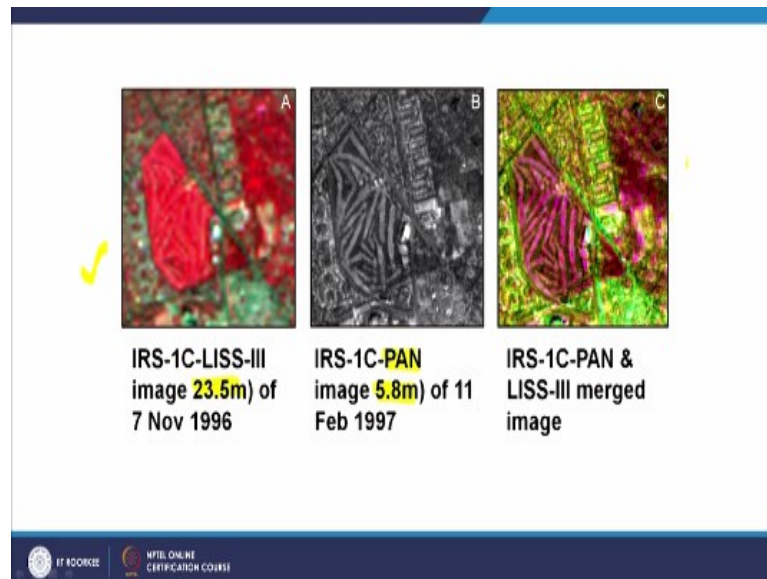 A
B
C
IRS-1C-LISS-III
image 23.5m) of
7 Nov 1996
IRS-1C-PAN
image 5.8m) of 11
Feb 1997
IRS-1C-PAN &
LISS-III merged
image
IIT ROORKEE
NPTEL ONLINE
CERTIFICATION COURSE